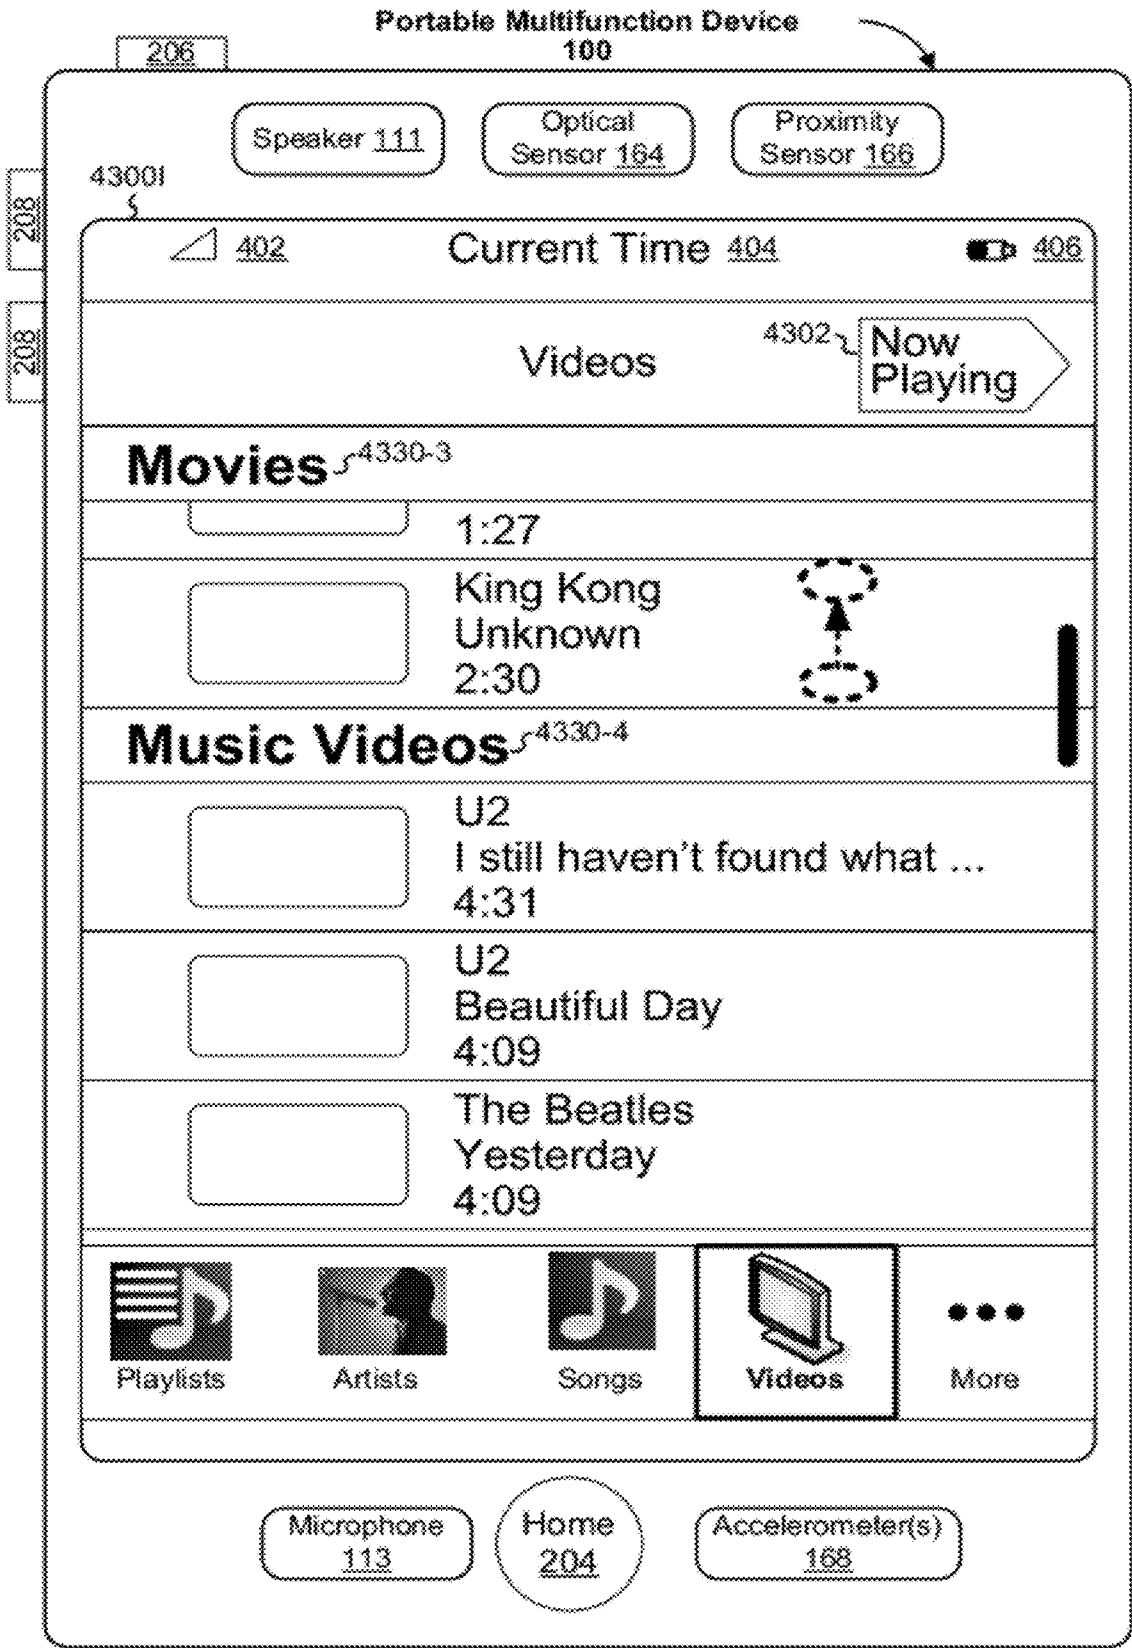 Portable Multifunction Device
100
206
Speaker 111
Optical
Sensor 164
Proximity
Sensor 166
4300I
208
208
402
Current Time 404
406
Videos
4302
Now
Playing
Movies 4330-3
1:27
King Kong
Unknown
2:30
Music Videos 4330-4
U2
I still haven't found what ...
4:31
U2
Beautiful Day
4:09
The Beatles
Yesterday
4:09
Playlists
Artists
Songs
Videos
More
Microphone
113
Home
204
Accelerometer(s)
168